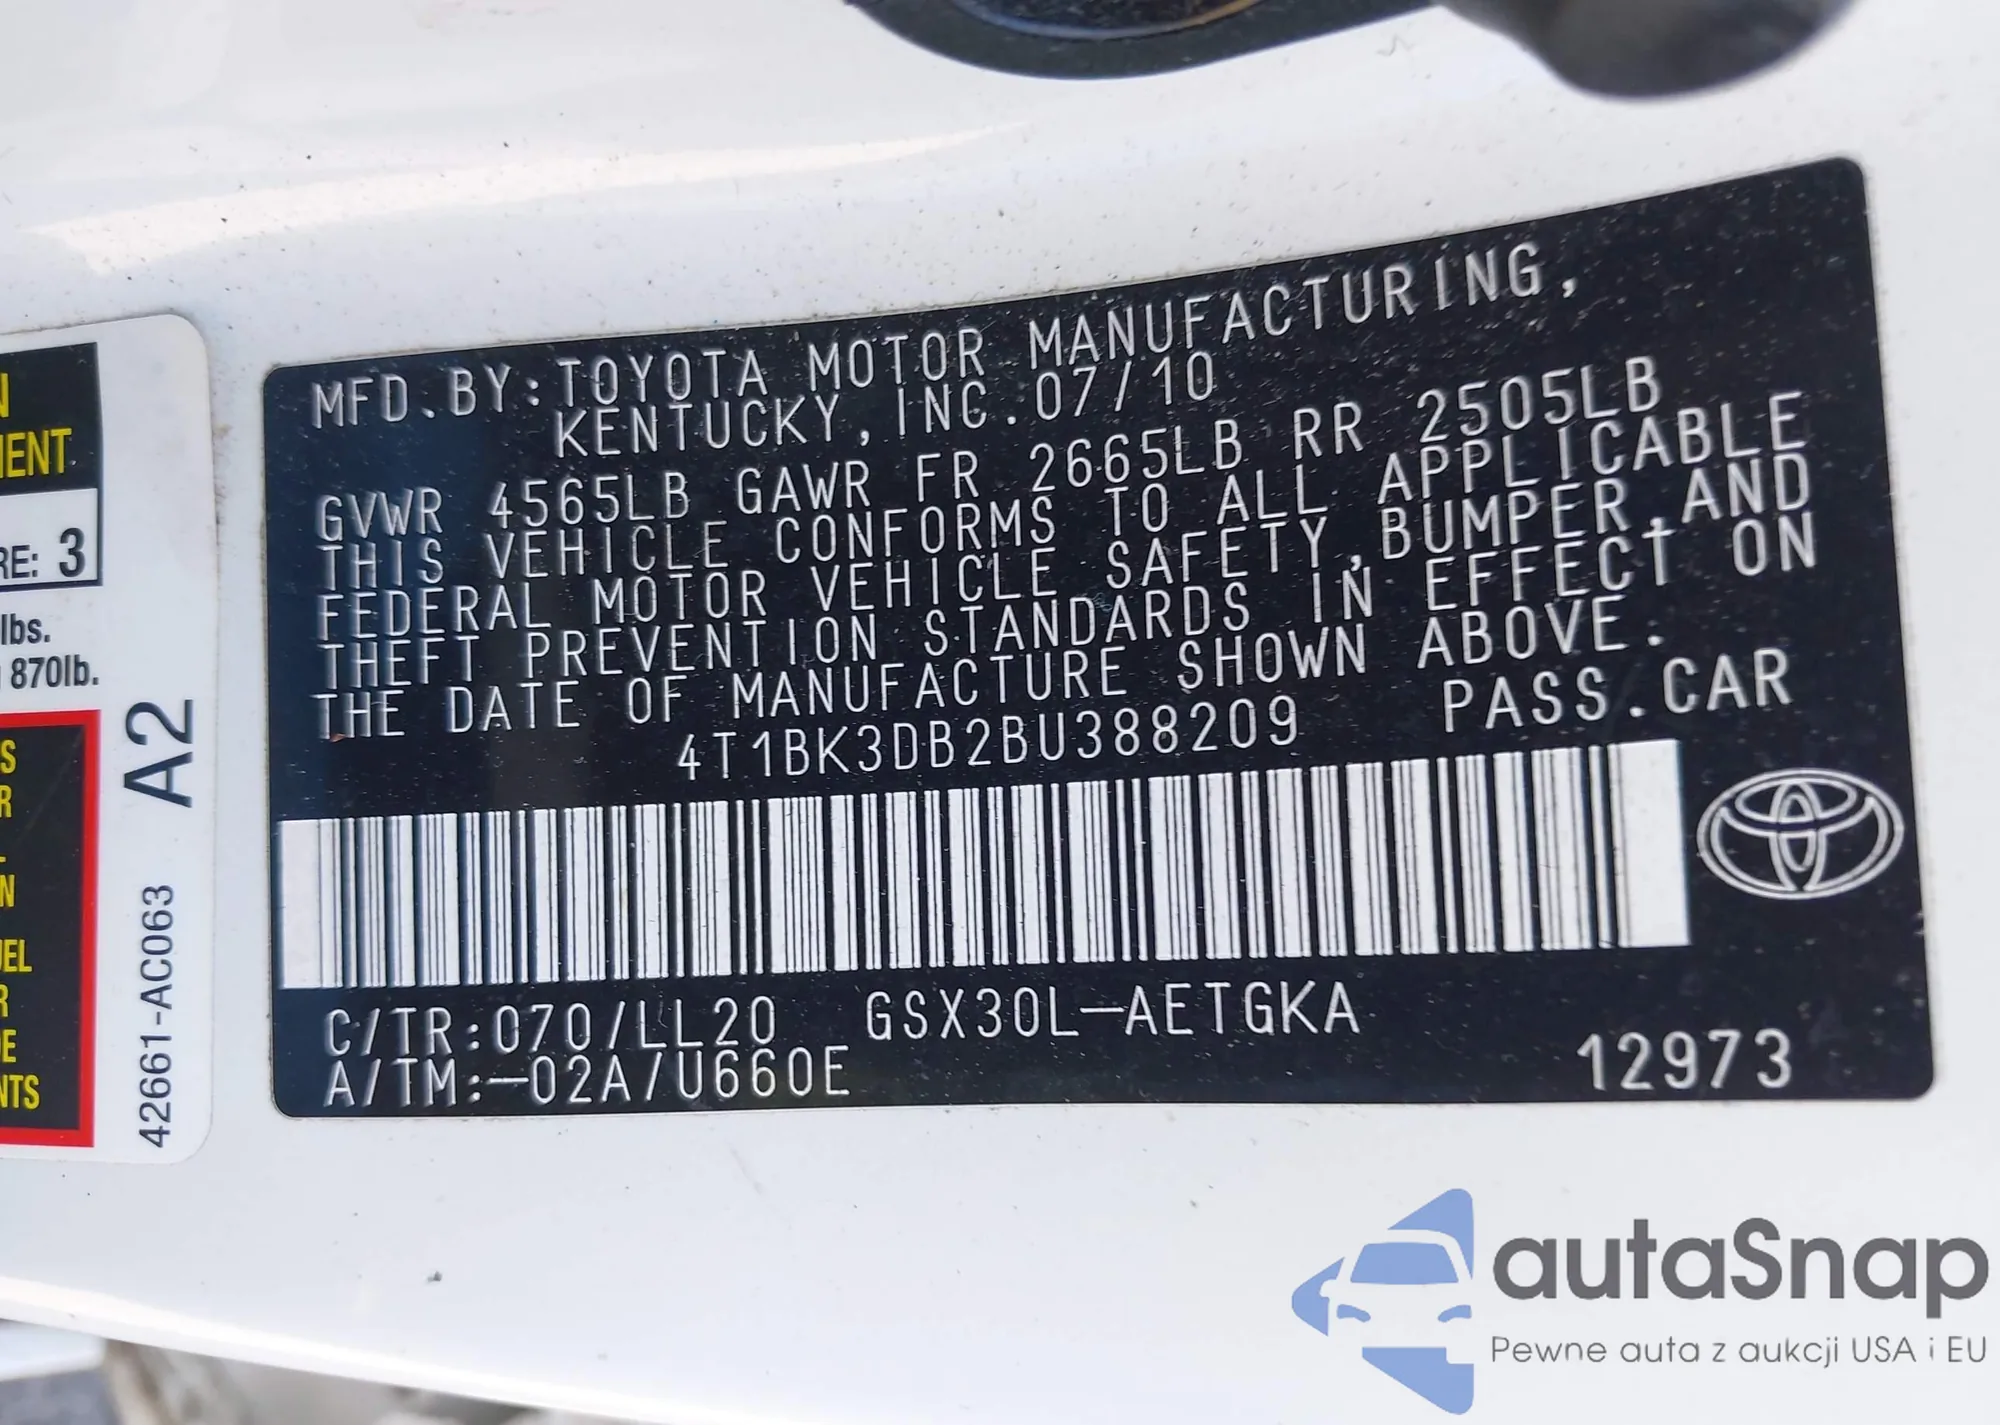 MFD.BY:TOYOTA MOTOR MANUFACTURING,
KENTUCKY,INC.07/10
GVWR 4565LB GAWR FR 2665LB RR 2505LB
THIS VEHICLE CONFORMS TO ALL APPLICABLE
FEDERAL MOTOR VEHICLE SAFETY,BUMPER,AND
THEFT PREVENTION STANDARDS IN EFFECT ON
THE DATE OF MANUFACTURE SHOWN ABOVE.
4T1BK3DB2BU388209 PASS.CAR
C/TR:070/LL20 GSX30L-AETGKA
A/TM:-02A/U660E 12973
RE: 3
lbs.
870lb.
A2
42661-AC063
autaSnap
Pewne auta z aukcji USA i EU